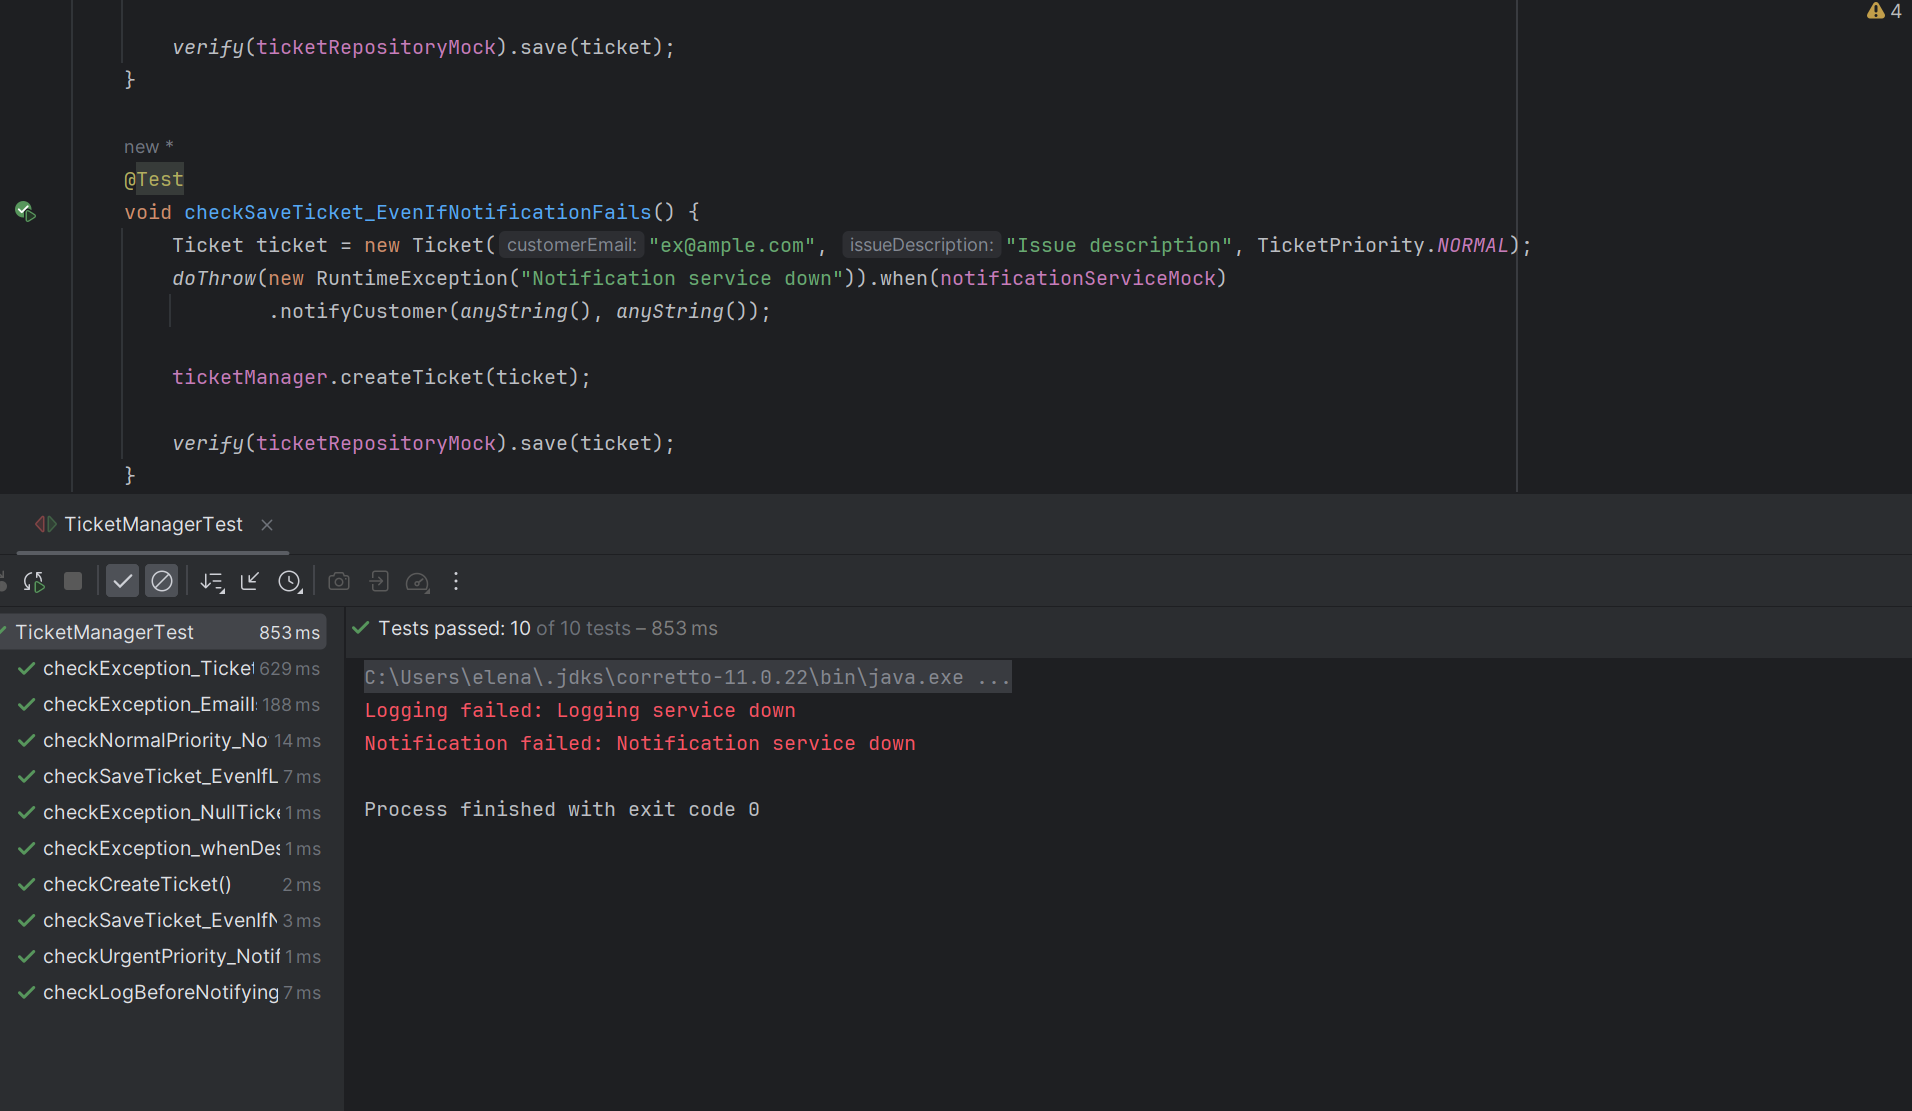 4
verify(ticketRepositoryMock).save(ticket);
}
new *
@Test
void checkSaveTicket_EvenIfNotificationFails() {
Ticket ticket = new Ticket( customerEmail: "ex@ample.com", issueDescription: "Issue description", TicketPriority.NORMAL);
doThrow(new RuntimeException("Notification service down")).when(notificationServiceMock)
.notifyCustomer(anyString(), anyString());
ticketManager.createTicket(ticket);
verify(ticketRepositoryMock).save(ticket);
}
TicketManagerTest
TicketManagerTest 853 ms
checkException_Ticket 629 ms
checkException_EmailI 188 ms
checkNormalPriority_No 14 ms
checkSaveTicket_EvenIfL 7 ms
checkException_NullTicke 1 ms
checkException_whenDes 1 ms
checkCreateTicket() 2 ms
checkSaveTicket_EvenIfN 3 ms
checkUrgentPriority_Notif 1 ms
checkLogBeforeNotifying 7 ms
Tests passed: 10 of 10 tests – 853 ms
C:\Users\elena\.jdks\corretto-11.0.22\bin\java.exe ...
Logging failed: Logging service down
Notification failed: Notification service down
Process finished with exit code 0